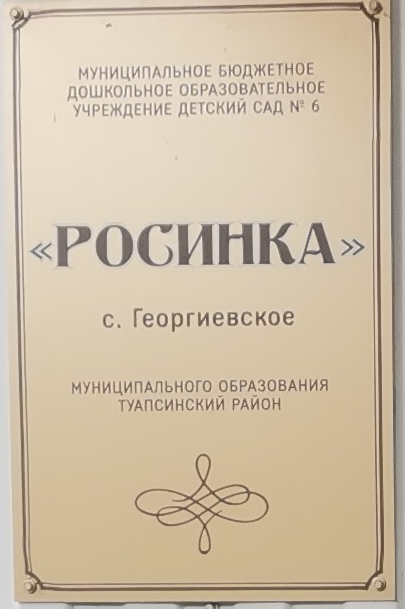 МУНИЦИПАЛЬНОЕ БЮДЖЕТНОЕ
ДОШКОЛЬНОЕ ОБРАЗОВАТЕЛЬНОЕ
УЧРЕЖДЕНИЕ ДЕТСКИЙ САД № 6
«РОСИНКА»
с. Георгиевское
МУНИЦИПАЛЬНОГО ОБРАЗОВАНИЯ
ТУАПСИНСКИЙ РАЙОН